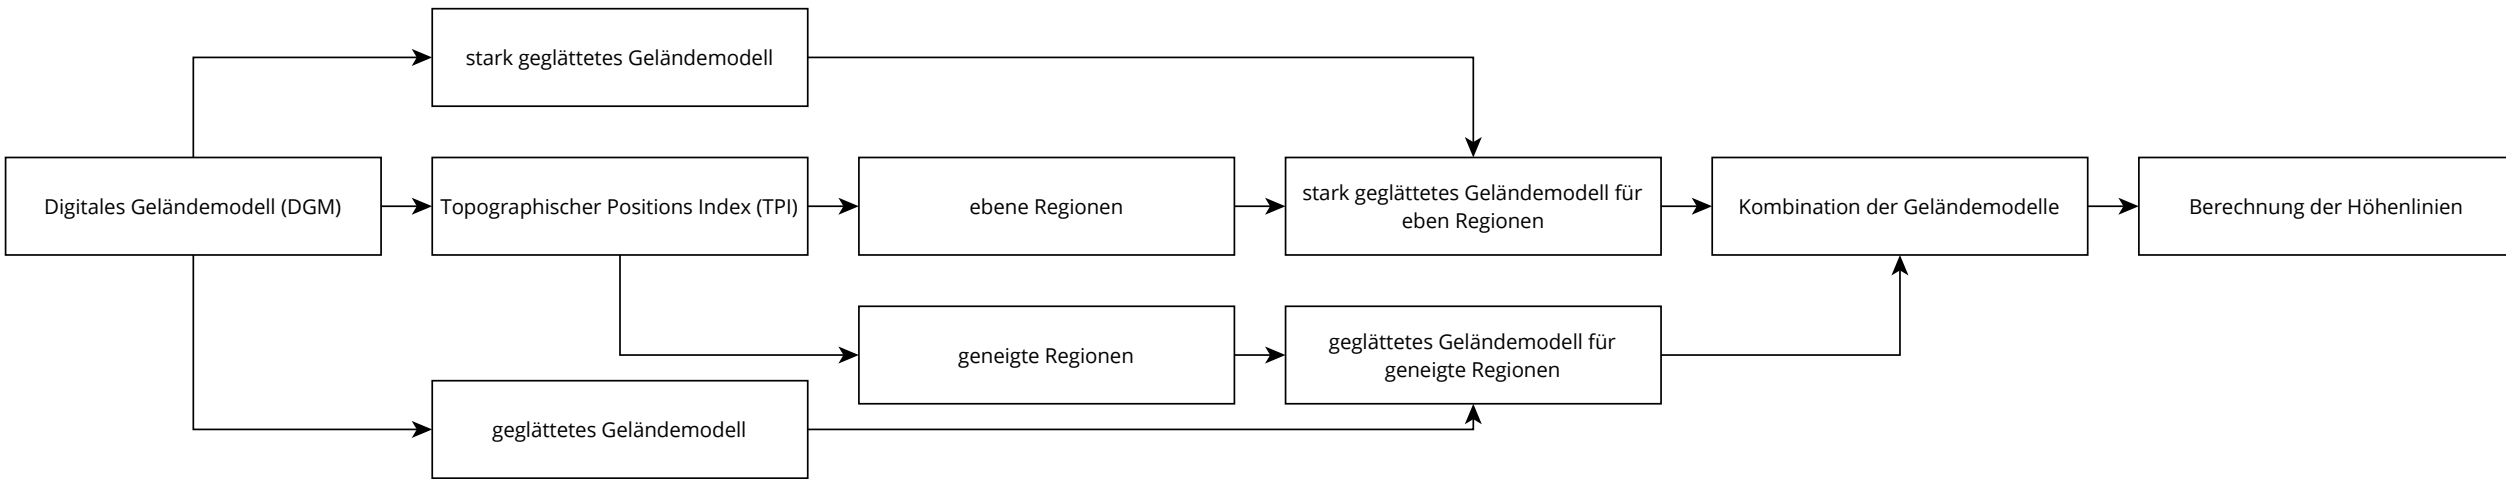 stark geglättetes Geländemodell
Digitales Geländemodell (DGM)
Topographischer Positions Index (TPI)
ebene Regionen
stark geglättetes Geländemodell für
eben Regionen
Kombination der Geländemodelle
Berechnung der Höhenlinien
geneigte Regionen
geglättetes Geländemodell für
geneigte Regionen
geglättetes Geländemodell